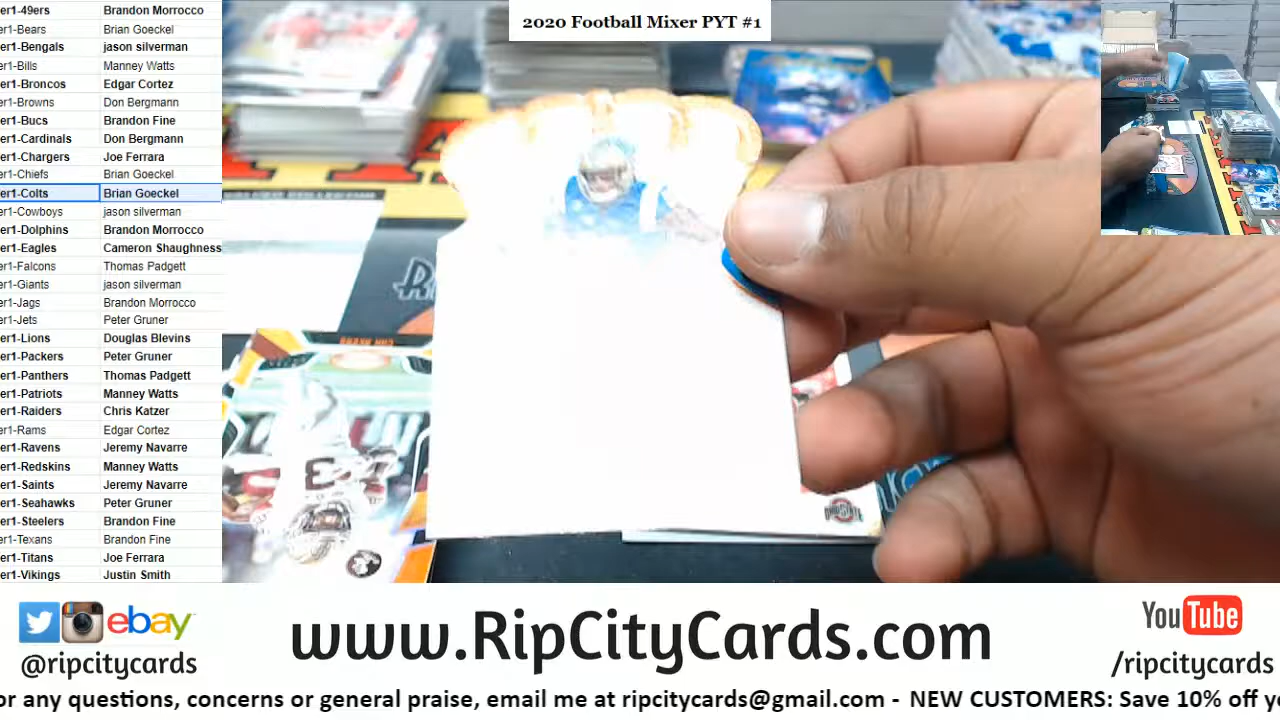 2020 Football Mixer PYT #1
er1-49ers Brandon Morrocco
er1-Bears Brian Goeckel
er1-Bengals jason silverman
er1-Bills Manney Watts
er1-Broncos Edgar Cortez
er1-Browns Don Bergmann
er1-Bucs Brandon Fine
er1-Cardinals Don Bergmann
er1-Chargers Joe Ferrara
er1-Chiefs Brian Goeckel
er1-Colts Brian Goeckel
er1-Cowboys jason silverman
er1-Dolphins Brandon Morrocco
er1-Eagles Cameron Shaughness
er1-Falcons Thomas Padgett
er1-Giants jason silverman
er1-Jags Brandon Morrocco
er1-Jets Peter Gruner
er1-Lions Douglas Blevins
er1-Packers Peter Gruner
er1-Panthers Thomas Padgett
er1-Patriots Manney Watts
er1-Raiders Chris Katzer
er1-Rams Edgar Cortez
er1-Ravens Jeremy Navarre
er1-Redskins Manney Watts
er1-Saints Jeremy Navarre
er1-Seahawks Peter Gruner
er1-Steelers Brandon Fine
er1-Texans Brandon Fine
er1-Titans Joe Ferrara
er1-Vikings Justin Smith
OHIO STATE
ebay
@ripcitycards
www.RipCityCards.com
YouTube
/ripcitycards
or any questions, concerns or general praise, email me at ripcitycards@gmail.com - NEW CUSTOMERS: Save 10% off yo